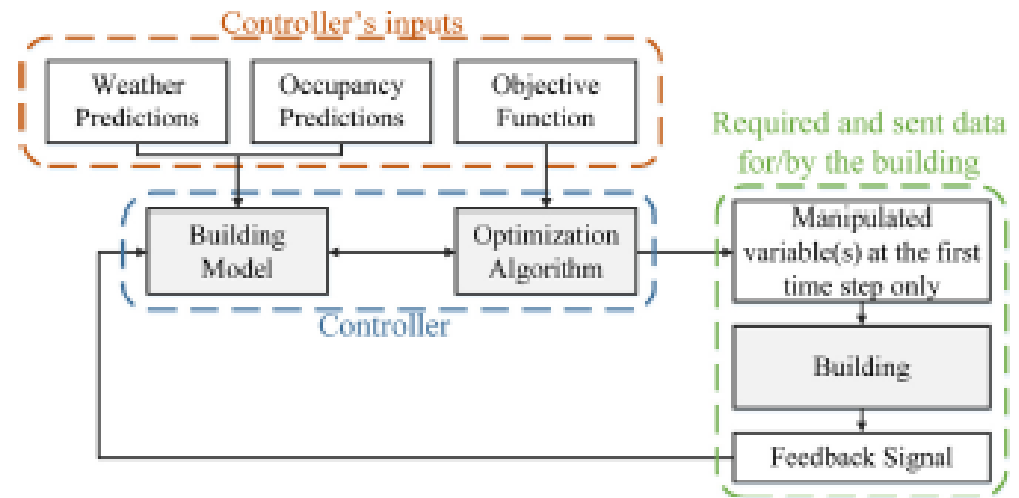 Controller's inputs
Weather
Predictions
Occupancy
Predictions
Objective
Function
Required and sent data
for/by the building
Building
Model
Optimization
Algorithm
Controller
Manipulated
variable(s) at the first
time step only
Building
Feedback Signal